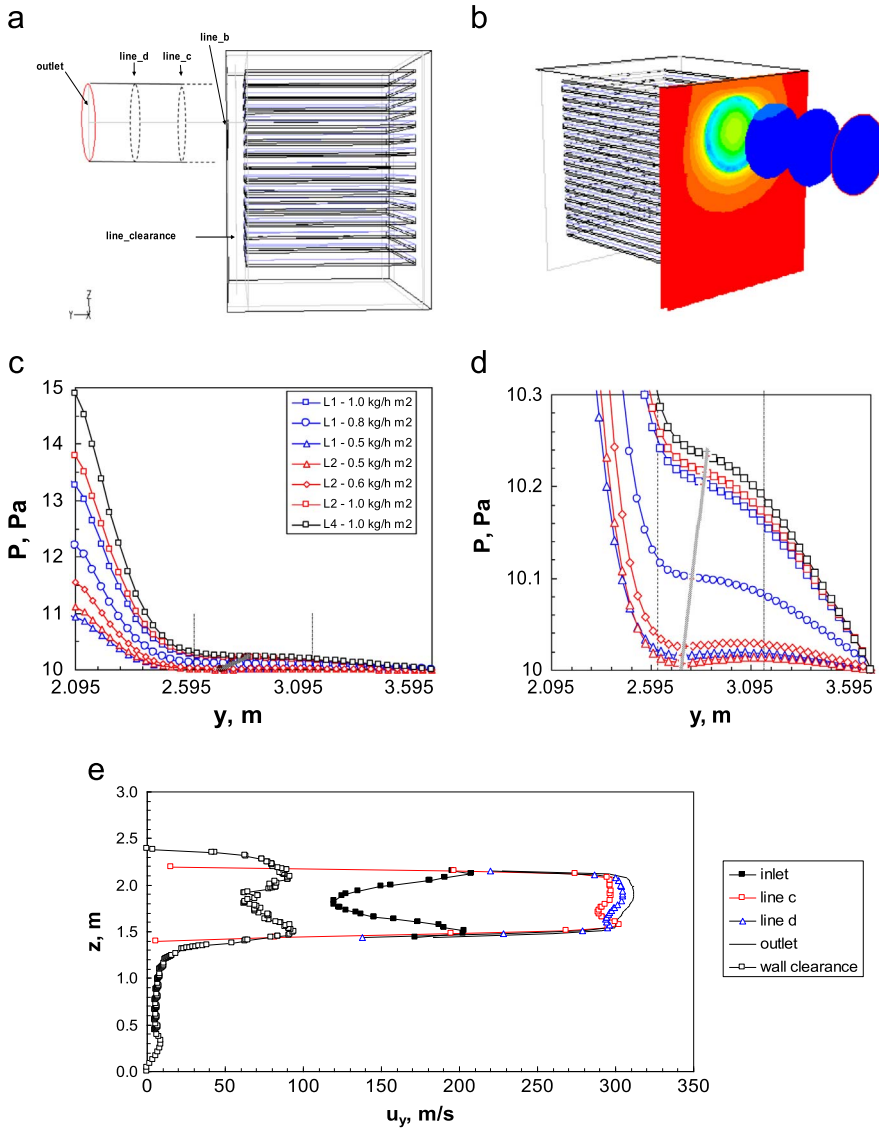 a
b
line_b
line_d
line_c
outlet
line_clearance
Z
Y
X
c
d
15
14
13
12
11
10
P, Pa
L1 - 1.0 kg/h m2
L1 - 0.8 kg/h m2
L1 - 0.5 kg/h m2
L2 - 0.5 kg/h m2
L2 - 0.6 kg/h m2
L2 - 1.0 kg/h m2
L4 - 1.0 kg/h m2
2.095 2.595 3.095 3.595
y, m
10.3
10.2
10.1
10
P, Pa
2.095 2.595 3.095 3.595
y, m
e
3.0
2.5
2.0
1.5
1.0
0.5
0.0
z, m
0 50 100 150 200 250 300 350
uy, m/s
inlet
line c
line d
outlet
wall clearance